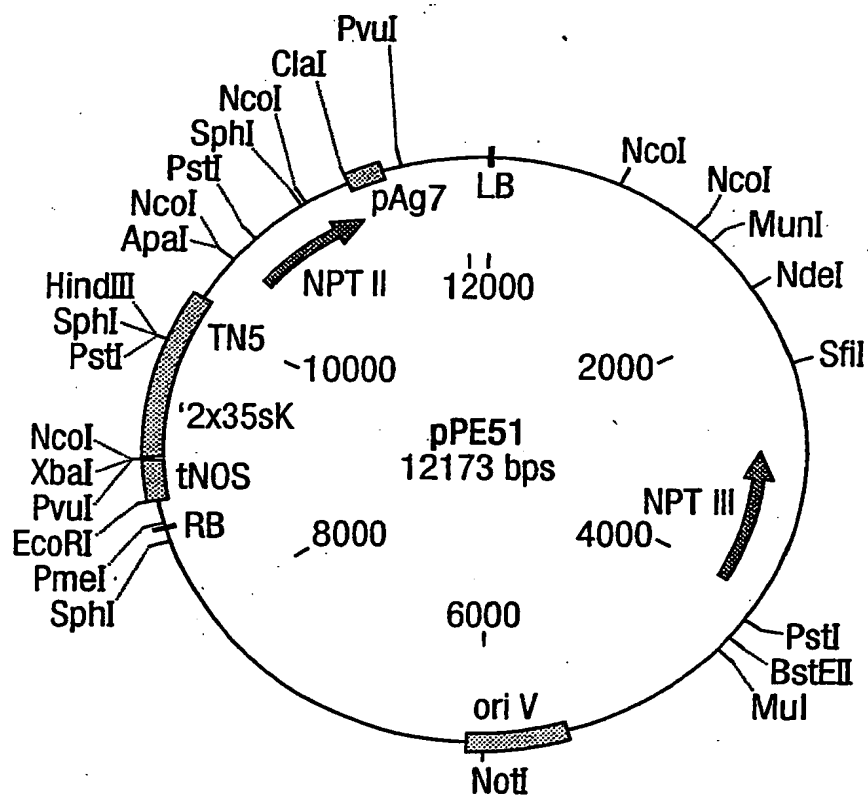 PvuI
ClaI
NcoI
SphI
PstI
NcoI
ApaI
HindIII
SphI
PstI
NcoI
XbaI
PvuI
EcoRI
PmeI
SphI
pAg7
LB
NcoI
NcoI
MunI
NdeI
SfiI
NPT II
12000
TN5
10000
2000
'2x35sK
pPE51
12173 bps
tNOS
NPT III
RB
8000
4000
6000
PstI
BstEII
MuI
ori V
NotI